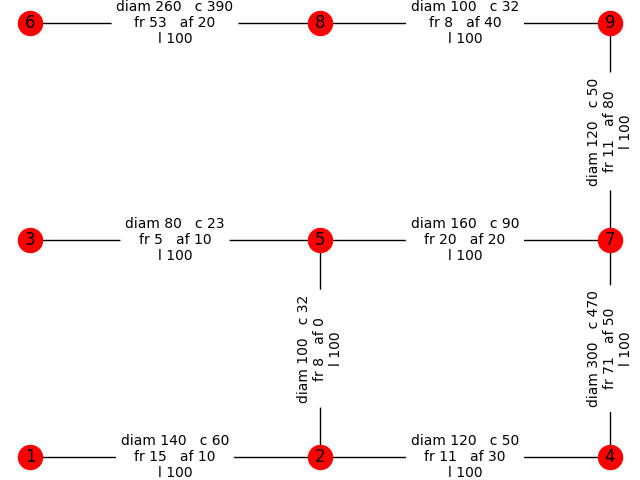 6
diam 260   c 390
fr 53   af 20
l 100
8
diam 100   c 32
fr 8   af 40
l 100
9
diam 120   c 50
fr 11   af 80
l 100
3
diam 80   c 23
fr 5   af 10
l 100
5
diam 160   c 90
fr 20   af 20
l 100
7
diam 100   c 32
fr 8   af 0
l 100
diam 300   c 470
fr 71   af 50
l 100
1
diam 140   c 60
fr 15   af 10
l 100
2
diam 120   c 50
fr 11   af 30
l 100
4